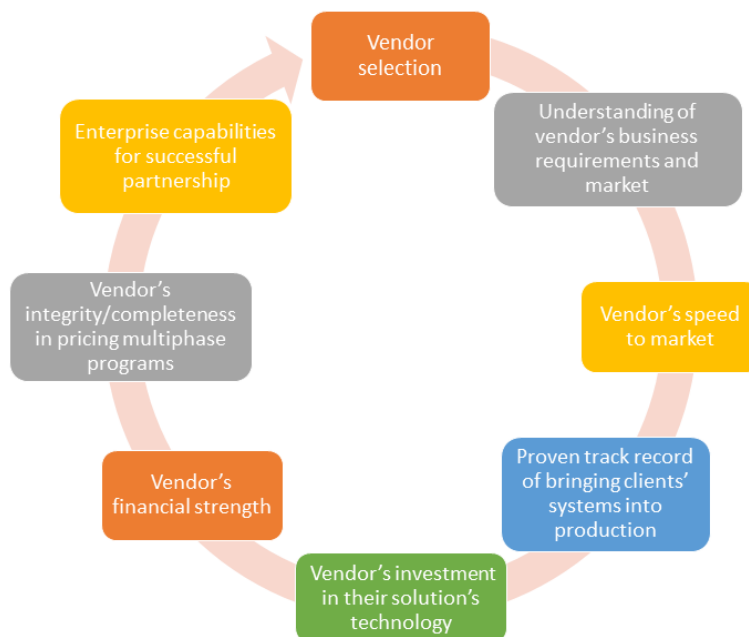 Vendor
selection
Understanding of
vendor's business
requirements and
market
Vendor's speed
to market
Proven track record
of bringing clients'
systems into
production
Vendor's investment
in their solution's
technology
Vendor's
financial strength
Vendor's
integrity/completeness
in pricing multiphase
programs
Enterprise capabilities
for successful
partnership